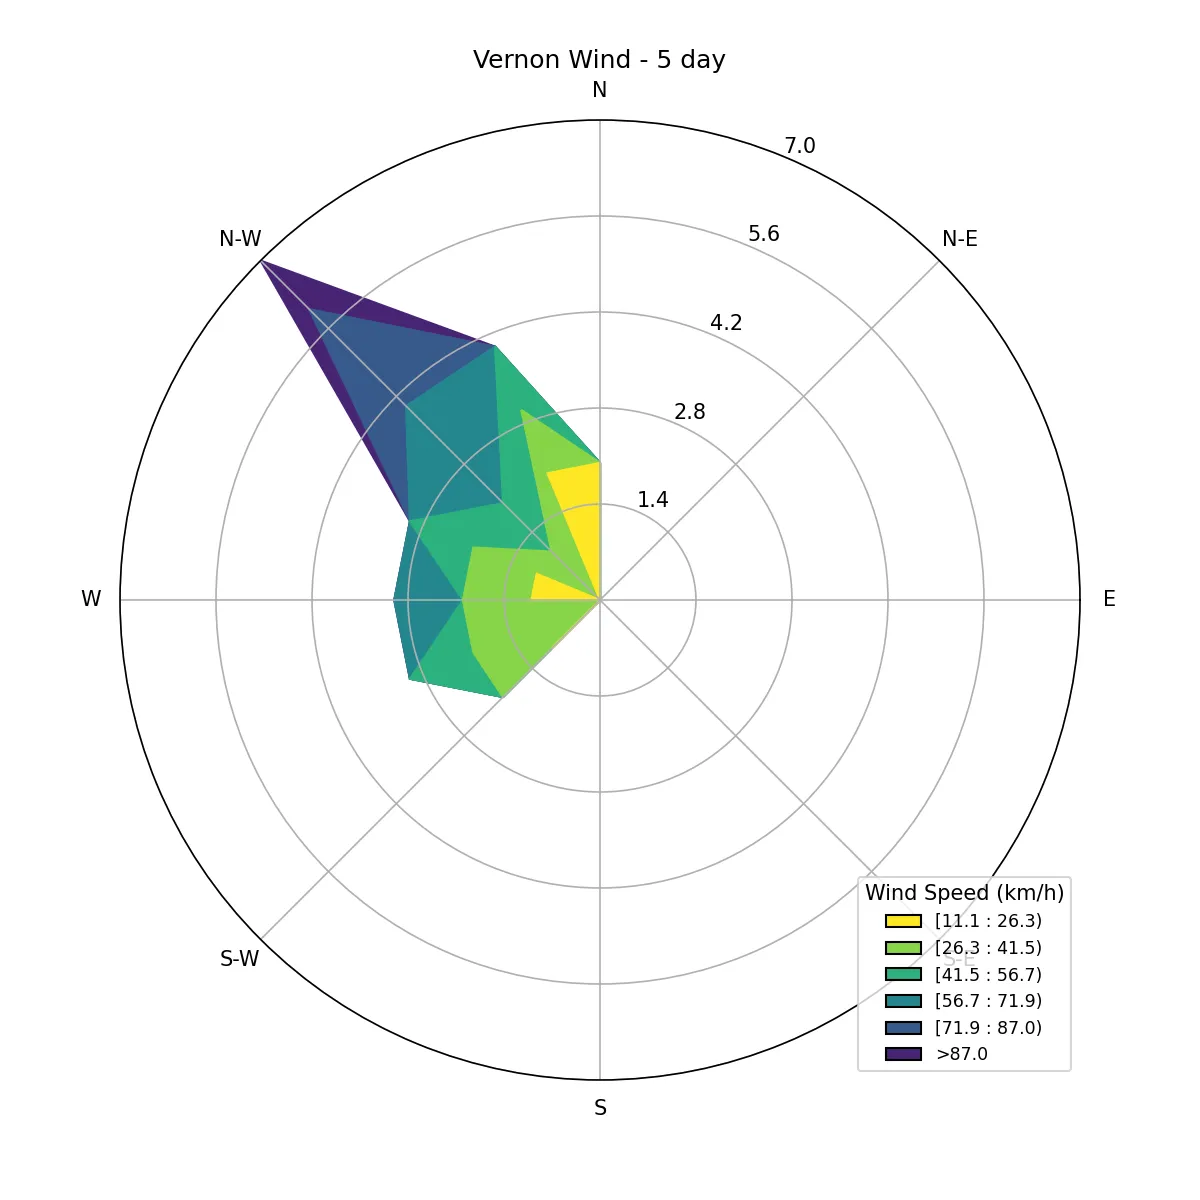 Vernon Wind - 5 day
N
7.0
5.6
N-W
N-E
4.2
2.8
1.4
W
E
Wind Speed (km/h)
[11.1 : 26.3)
[26.3 : 41.5)
S-W
S-E
[41.5 : 56.7)
[56.7 : 71.9)
[71.9 : 87.0)
>87.0
S